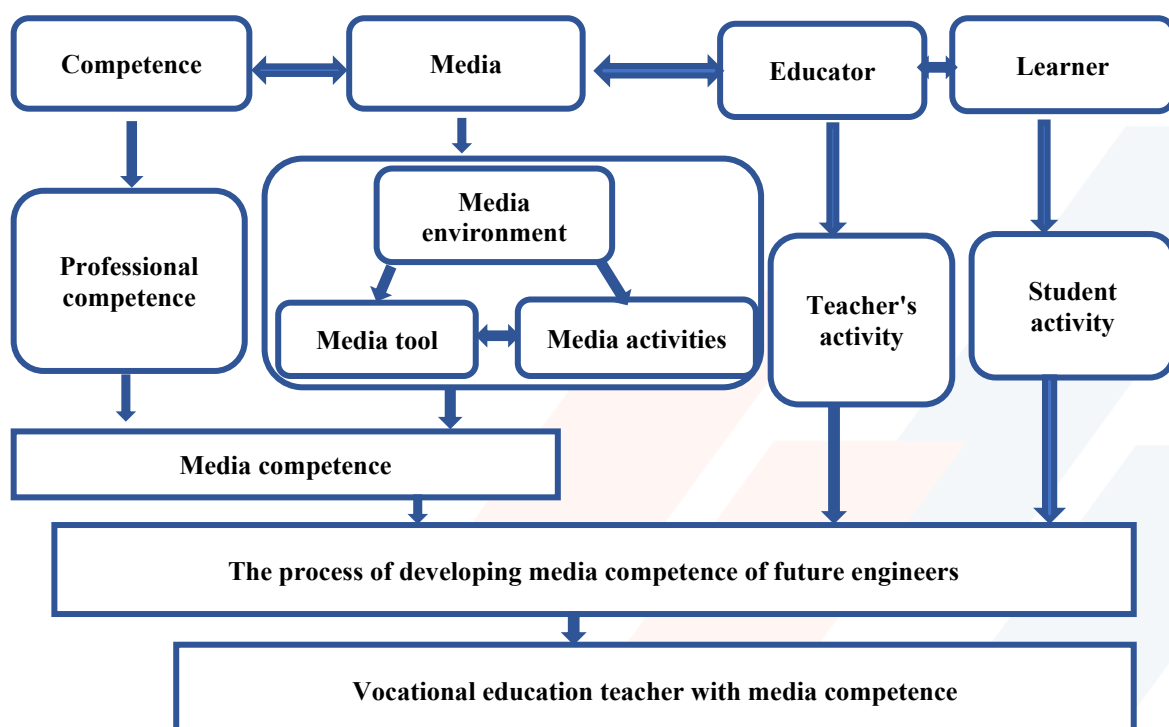 Competence
Media
Educator
Learner
Media
environment
Professional
competence
Media tool
Media activities
Teacher's
activity
Student
activity
Media competence
The process of developing media competence of future engineers
Vocational education teacher with media competence